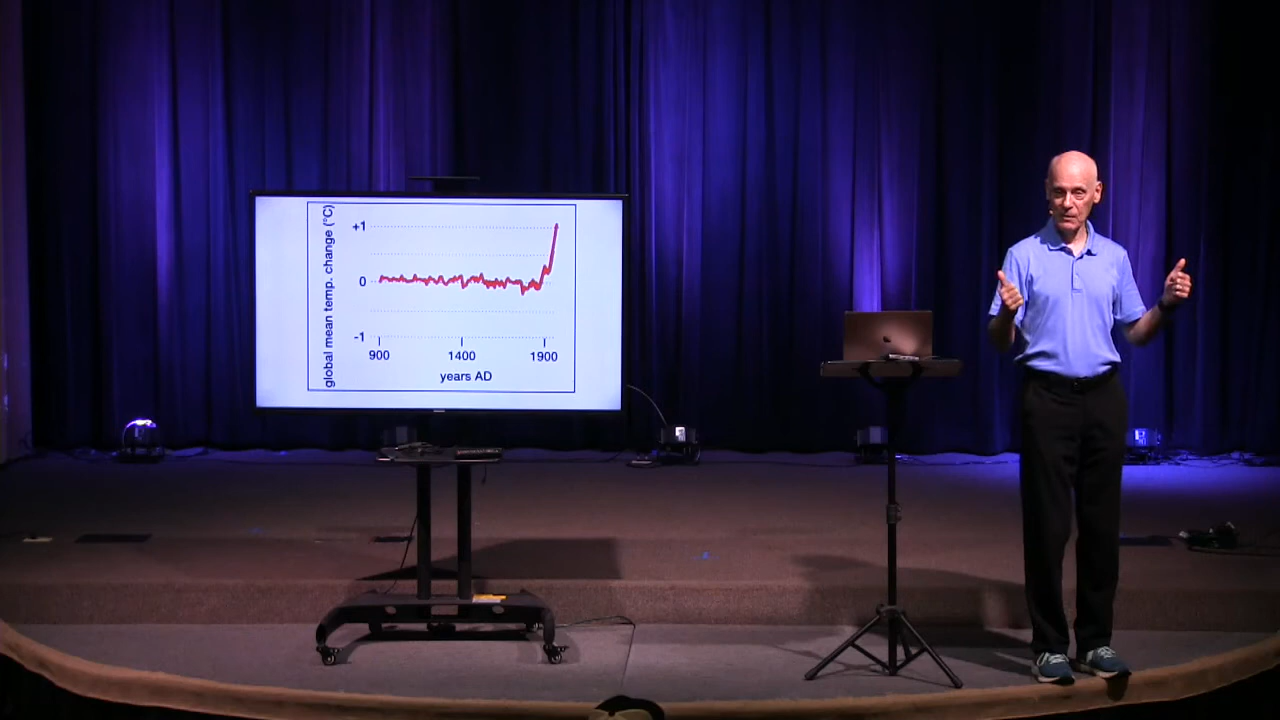 global mean temp. change (°C)
+1
0
-1
900 1400 1900
years AD